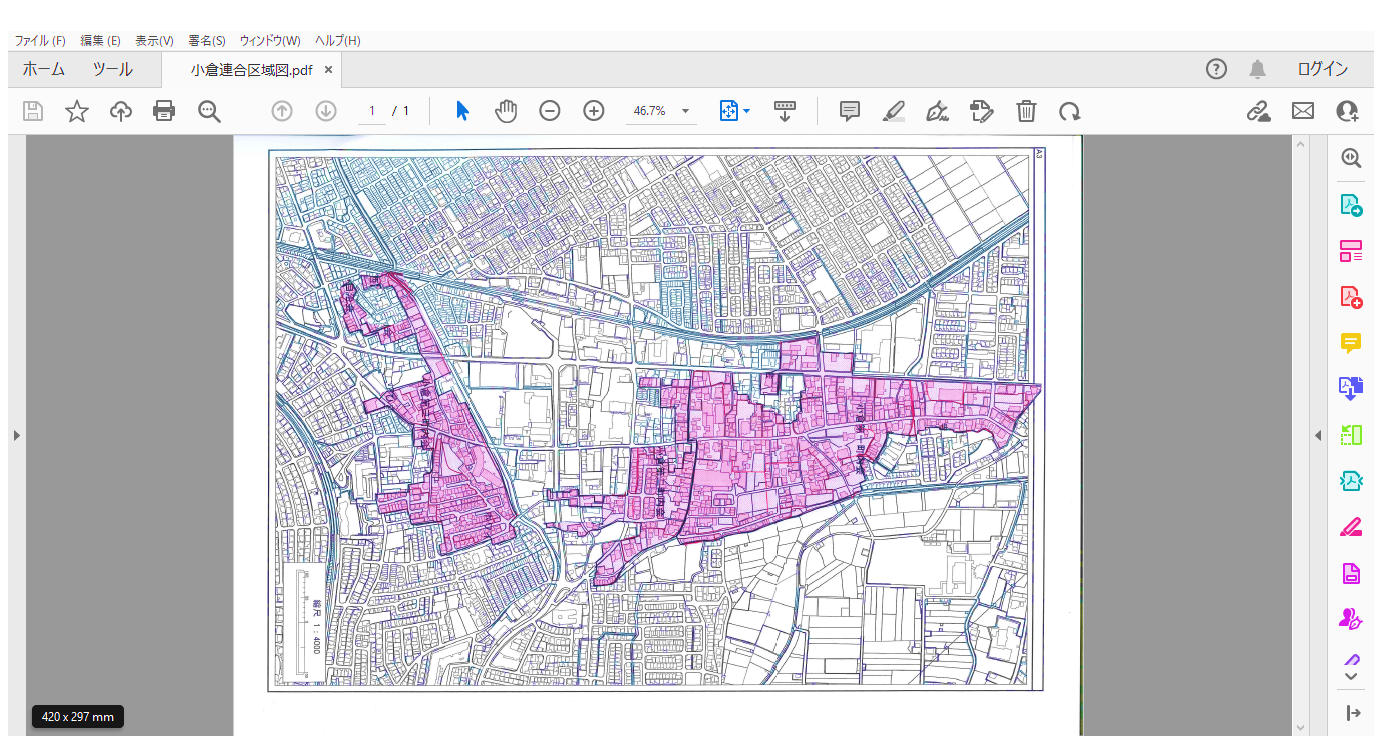 ファイル (F) 編集 (E) 表示(V) 署名(S) ウィンドウ(W) ヘルプ(H)
ホーム ツール 小倉連合区域図.pdf × ? ログイン
1 / 1 46.7%
A3
縮尺 1:4000
420 x 297 mm